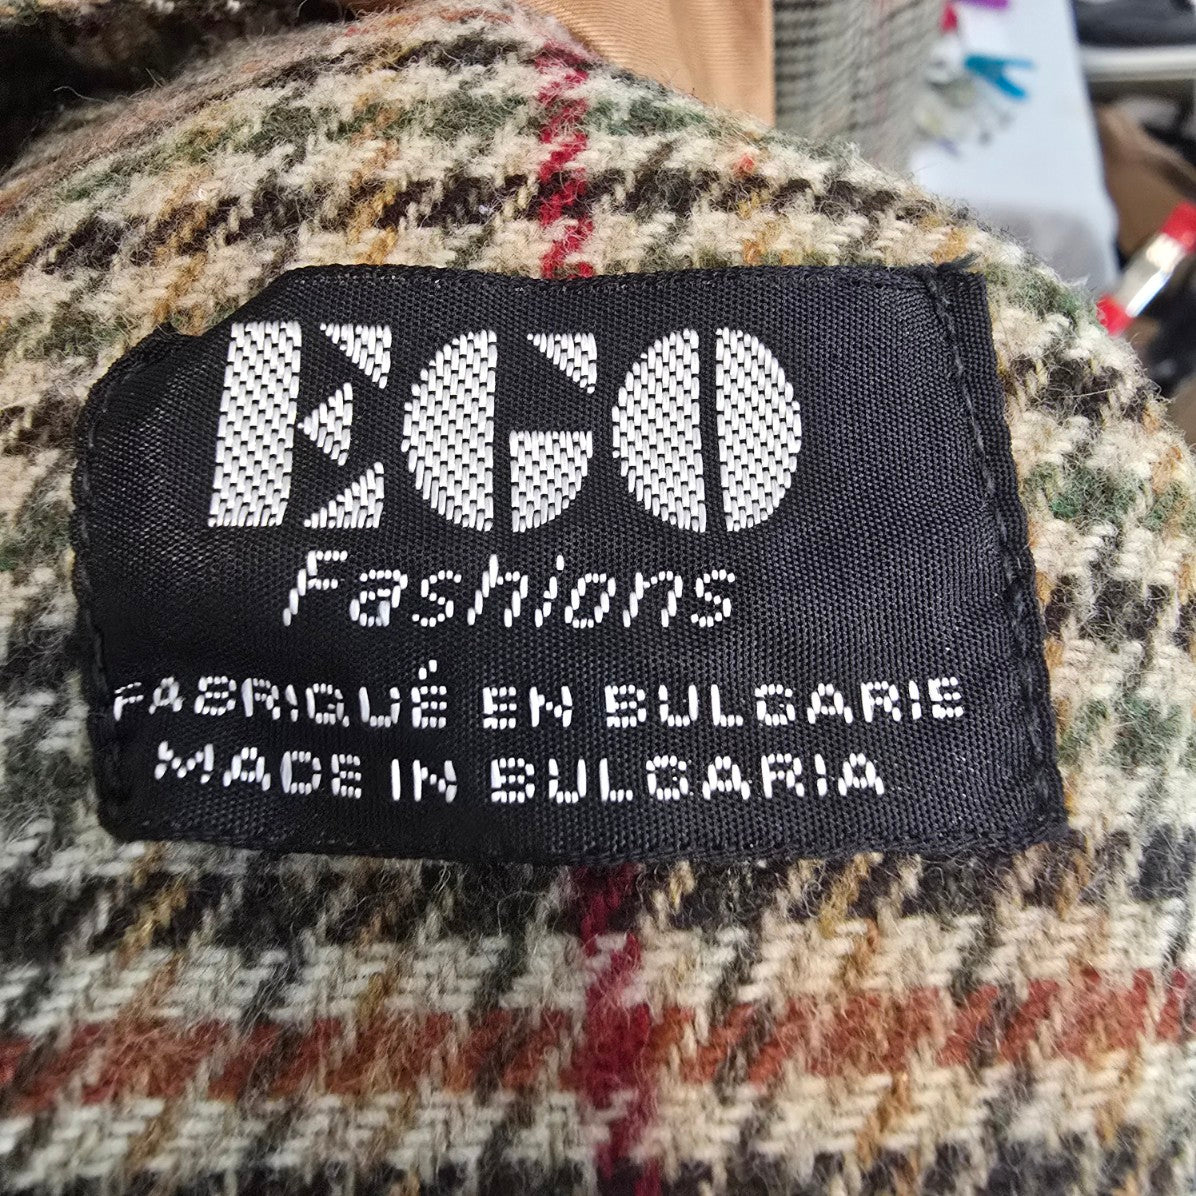 EGO
Fashions
FABRIQUÉ EN BULGARIE
MADE IN BULGARIA